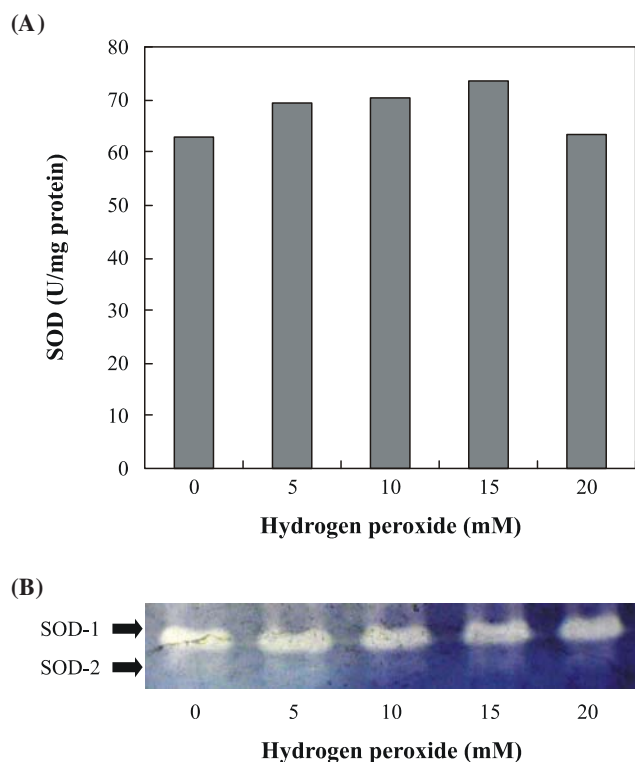 (A)
80
70
60
50
40
30
20
10
0
SOD (U/mg protein)
0 5 10 15 20
Hydrogen peroxide (mM)
(B)
SOD-1
SOD-2
0 5 10 15 20
Hydrogen peroxide (mM)